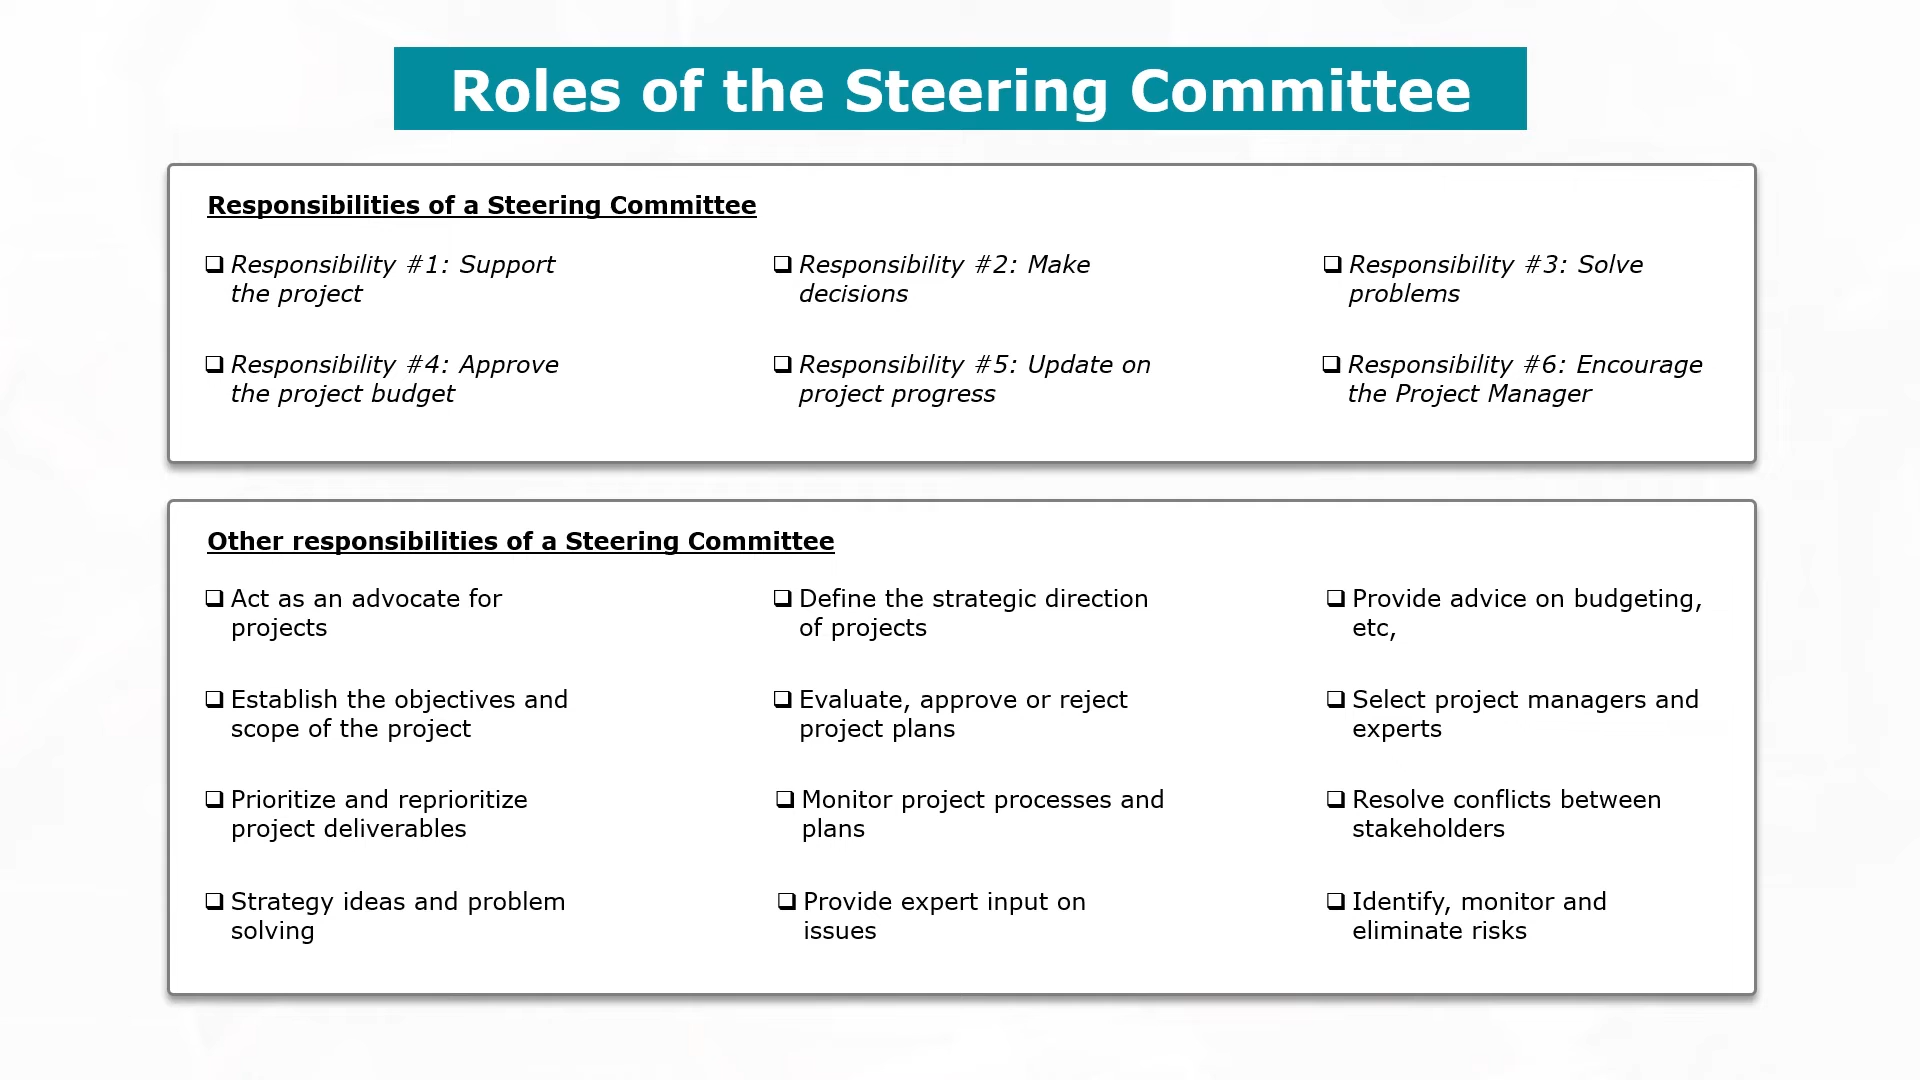 Roles of the Steering Committee
Responsibilities of a Steering Committee
❑ Responsibility #1: Support
the project
❑ Responsibility #2: Make
decisions
❑ Responsibility #3: Solve
problems
❑ Responsibility #4: Approve
the project budget
❑ Responsibility #5: Update on
project progress
❑ Responsibility #6: Encourage
the Project Manager
Other responsibilities of a Steering Committee
❑ Act as an advocate for
projects
❑ Define the strategic direction
of projects
❑ Provide advice on budgeting,
etc,
❑ Establish the objectives and
scope of the project
❑ Evaluate, approve or reject
project plans
❑ Select project managers and
experts
❑ Prioritize and reprioritize
project deliverables
❑ Monitor project processes and
plans
❑ Resolve conflicts between
stakeholders
❑ Strategy ideas and problem
solving
❑ Provide expert input on
issues
❑ Identify, monitor and
eliminate risks